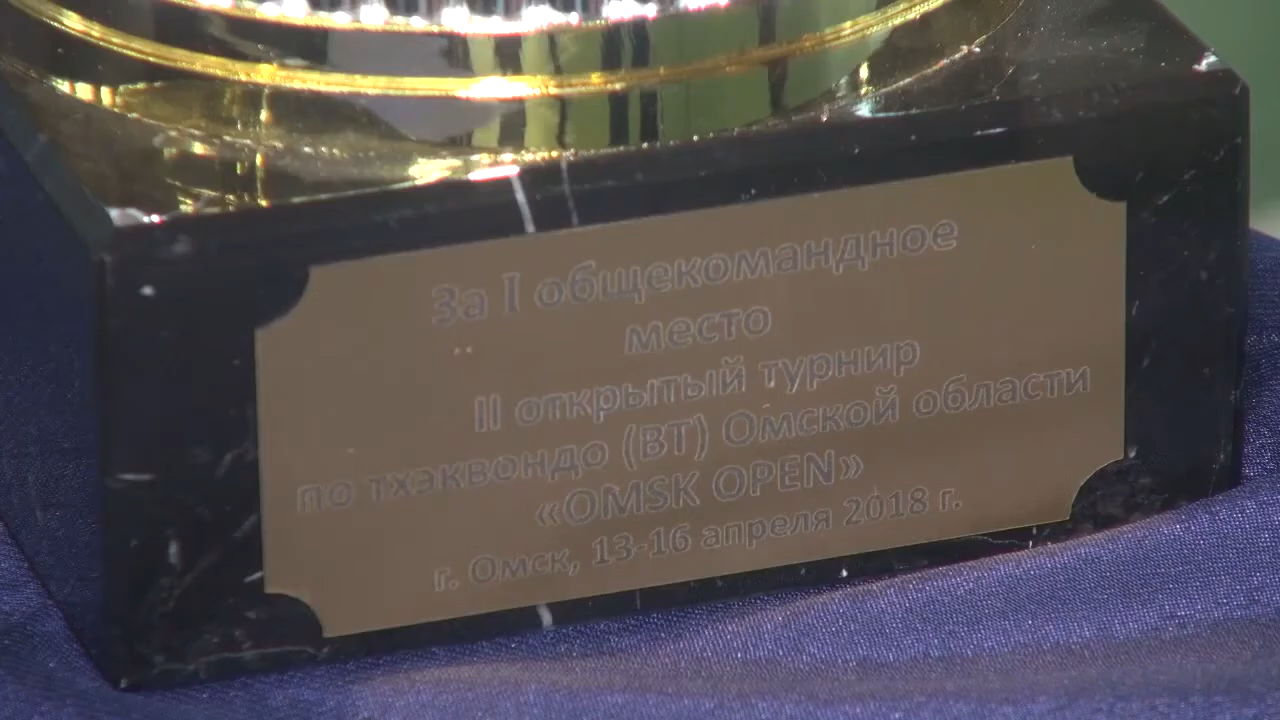 За I общекомандное
место
II открытый турнир
по тхэквондо (ВТ) Омской области
«OMSK OPEN»
г. Омск, 13-16 апреля 2018 г.